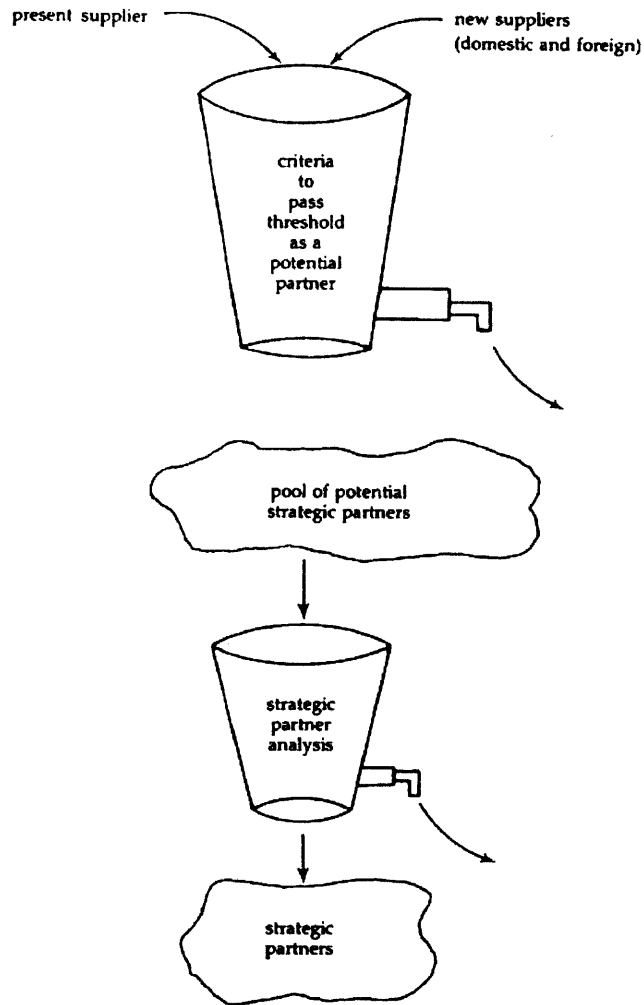 present supplier
new suppliers
(domestic and foreign)
criteria
to
pass
threshold
as a
potential
partner
pool of potential
strategic partners
strategic
partner
analysis
strategic
partners